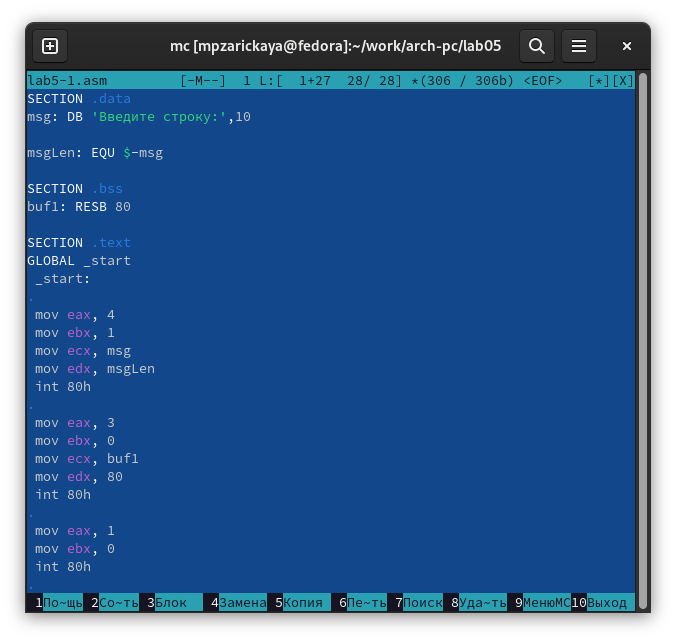 mc [mpzarickaya@fedora]:~/work/arch-pc/lab05
lab5-1.asm [-M--] 1 L:[ 1+27 28/ 28] *(306 / 306b) <EOF> [*][X]
SECTION .data
msg: DB 'Введите строку:',10
msgLen: EQU $-msg
SECTION .bss
buf1: RESB 80
SECTION .text
GLOBAL _start
_start:
.
mov eax, 4
mov ebx, 1
mov ecx, msg
mov edx, msgLen
int 80h
.
mov eax, 3
mov ebx, 0
mov ecx, buf1
mov edx, 80
int 80h
.
mov eax, 1
mov ebx, 0
int 80h
.
1По~щь 2Со~ть 3Блок 4Замена 5Копия 6Пе~ть 7Поиск 8Уда~ть 9МенюMC 10Выход